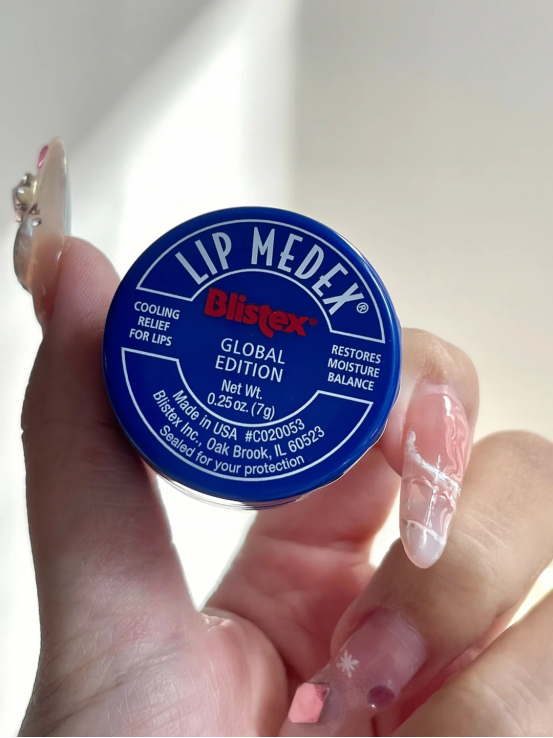 LIP MEDEX®
Blistex®
COOLING
RELIEF
FOR LIPS
GLOBAL
EDITION
RESTORES
MOISTURE
BALANCE
Net Wt.
0.25 oz. (7g)
Made in USA #C020053
Blistex Inc., Oak Brook, IL 60523
Sealed for your protection